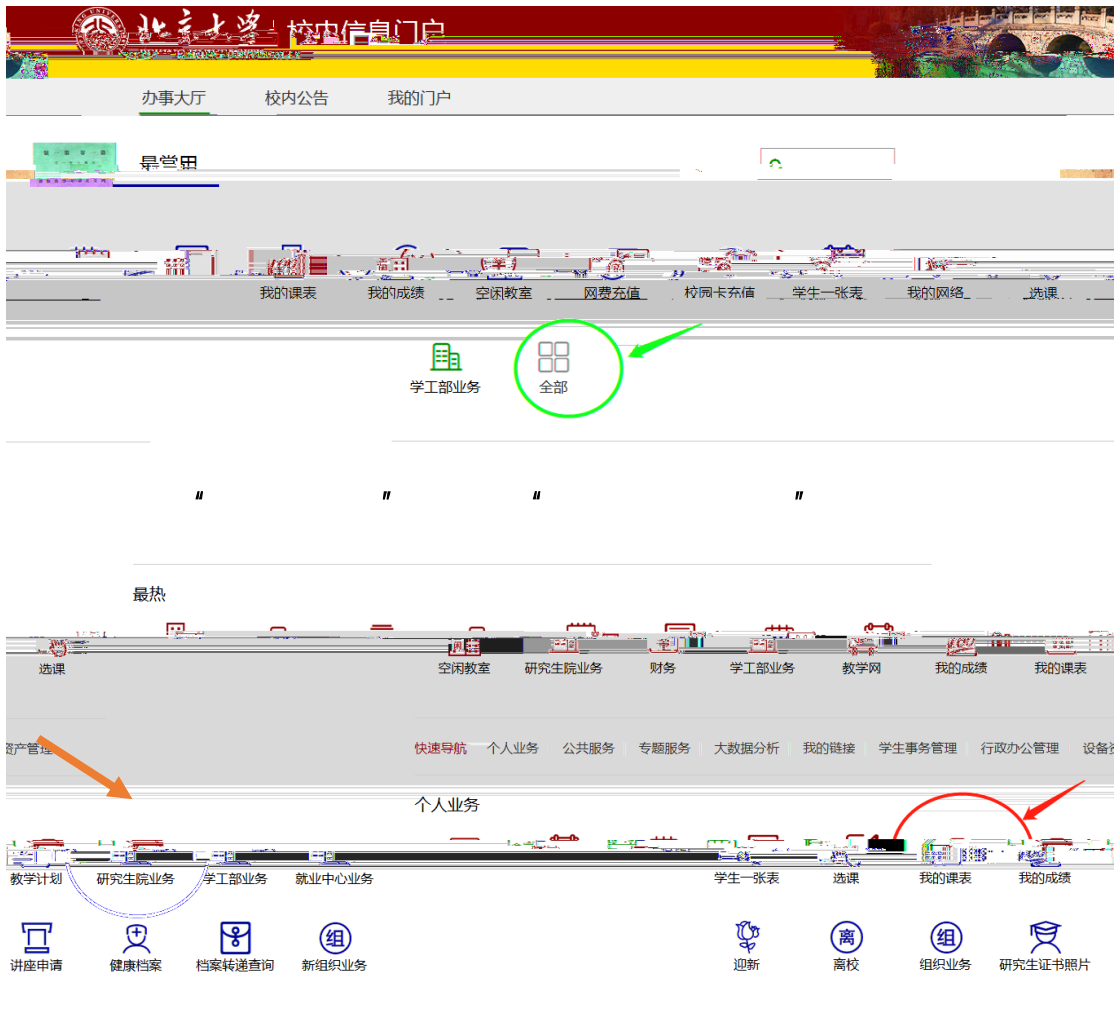 北京大学 校内信息门户
办事大厅 校内公告 我的门户
最常用
我的课表 我的成绩 空闲教室 网费充值 校园卡充值 学生一张表 我的网络 选课
学工部业务 全部
" " " "
最热
选课 空闲教室 研究生院业务 财务 学工部业务 教学网 我的成绩 我的课表
资产管理 快速导航 个人业务 公共服务 专题服务 大数据分析 我的链接 学生事务管理 行政办公管理 设备资
个人业务
教学计划 研究生院业务 学工部业务 就业中心业务 学生一张表 选课 我的课表 我的成绩
组 离 组
讲座申请 健康档案 档案转递查询 新组织业务 迎新 离校 组织业务 研究生证书照片